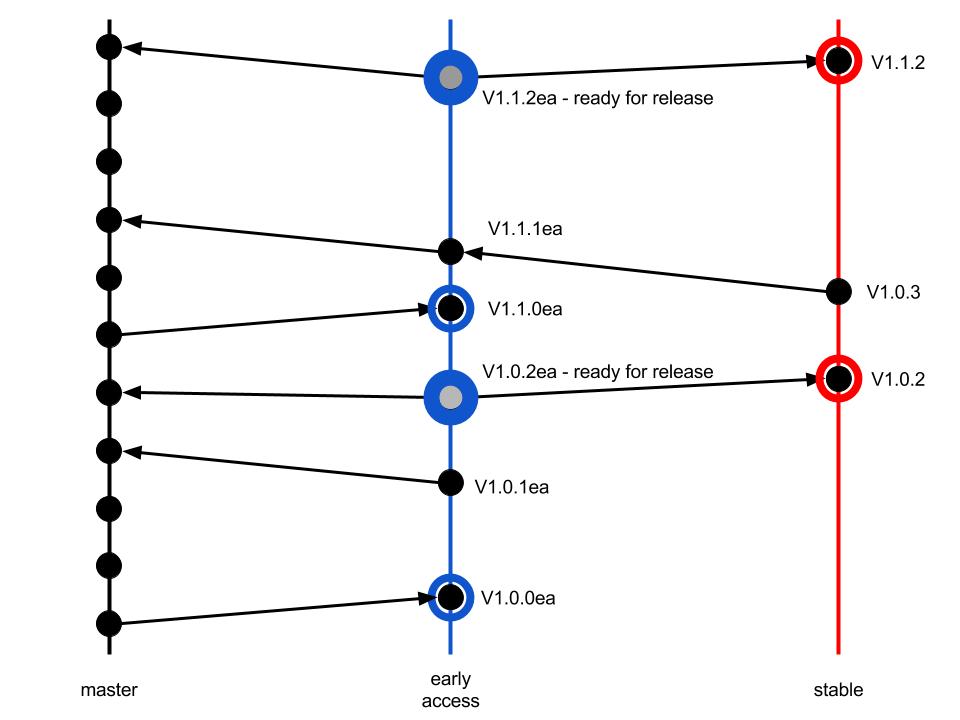 V1.1.2
V1.1.2ea - ready for release
V1.1.1ea
V1.0.3
V1.1.0ea
V1.0.2ea - ready for release
V1.0.2
V1.0.1ea
V1.0.0ea
master
early
access
stable